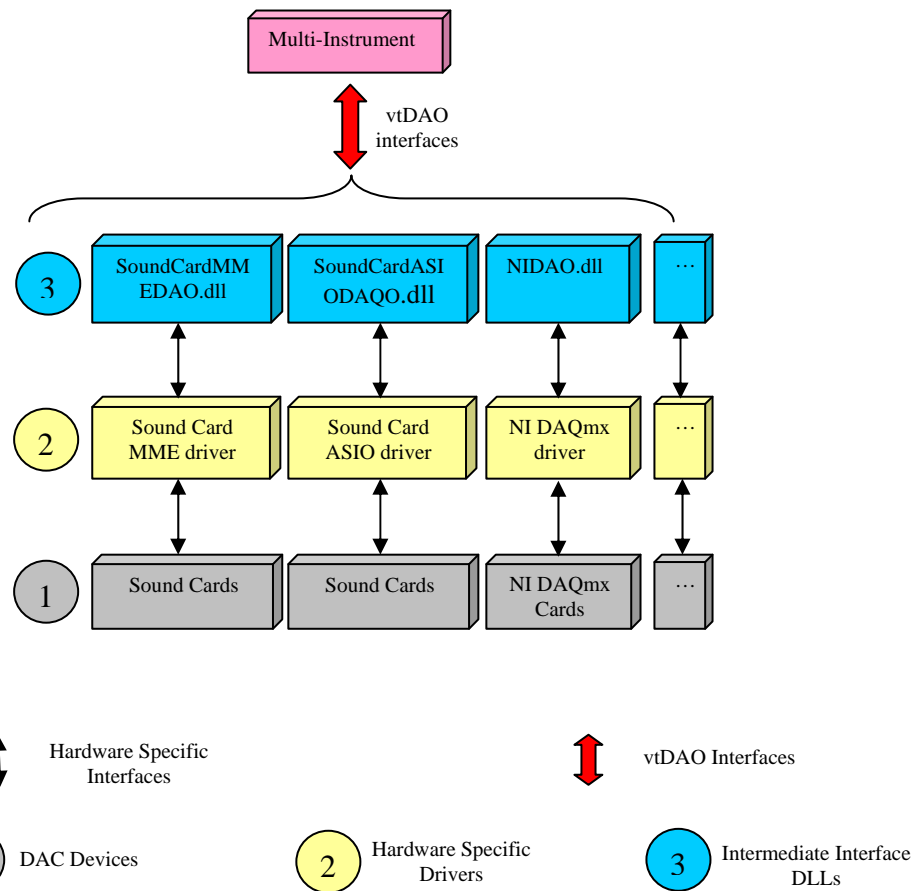 Multi-Instrument
vtDAO
interfaces
3
SoundCardMM
EDAO.dll
SoundCardASI
ODAQO.dll
NIDAO.dll
...
2
Sound Card
MME driver
Sound Card
ASIO driver
NI DAQmx
driver
...
1
Sound Cards
Sound Cards
NI DAQmx
Cards
...
Hardware Specific
Interfaces
vtDAO Interfaces
DAC Devices
2
Hardware Specific
Drivers
3
Intermediate Interface
DLLs